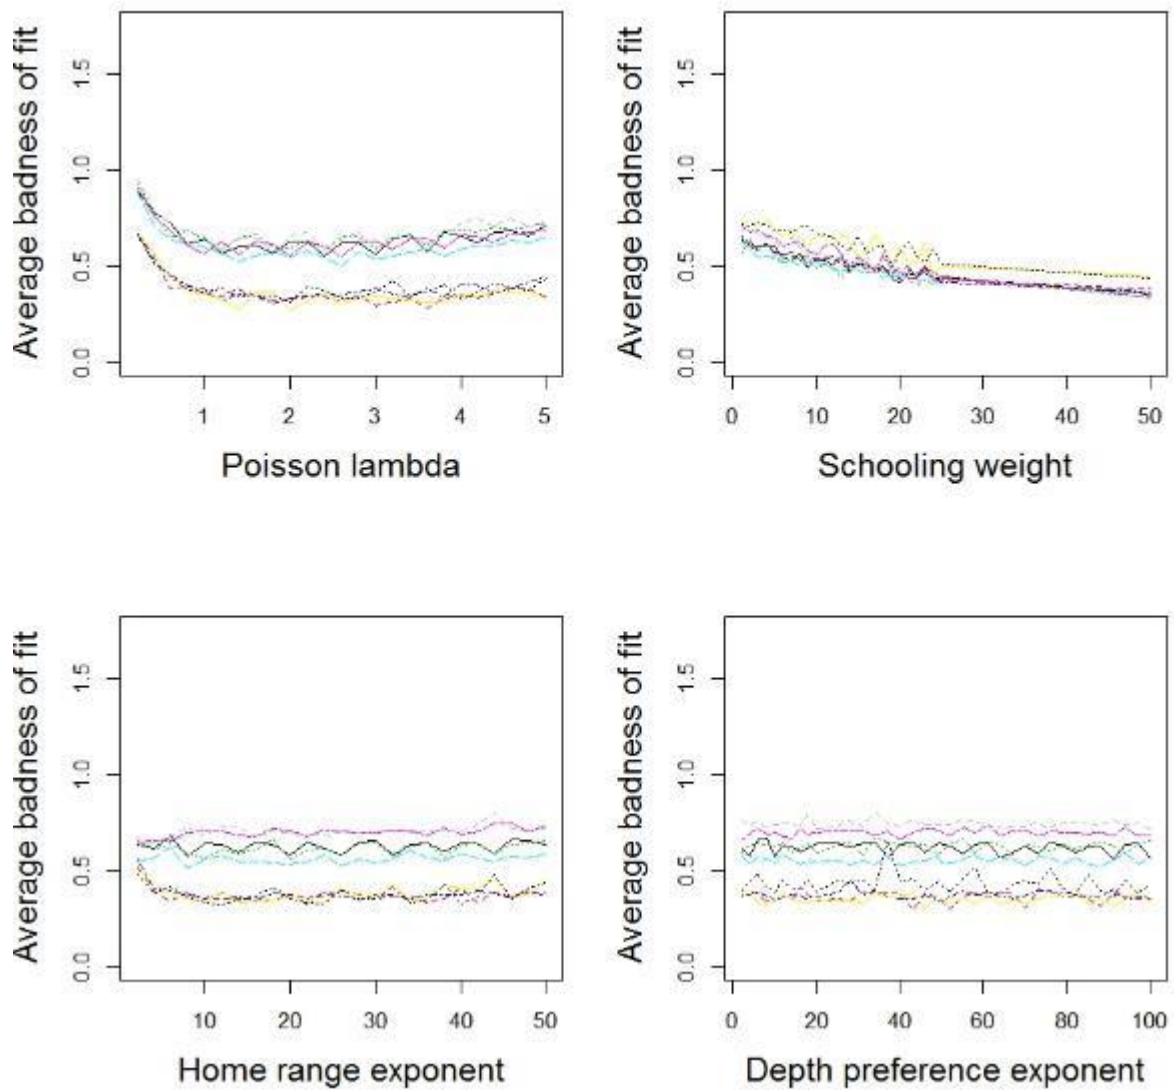 Average badness of fit
1.5
1.0
0.5
0.0
1 2 3 4 5
Poisson lambda
Average badness of fit
1.5
1.0
0.5
0.0
0 10 20 30 40 50
Schooling weight
Average badness of fit
1.5
1.0
0.5
0.0
10 20 30 40 50
Home range exponent
Average badness of fit
1.5
1.0
0.5
0.0
0 20 40 60 80 100
Depth preference exponent